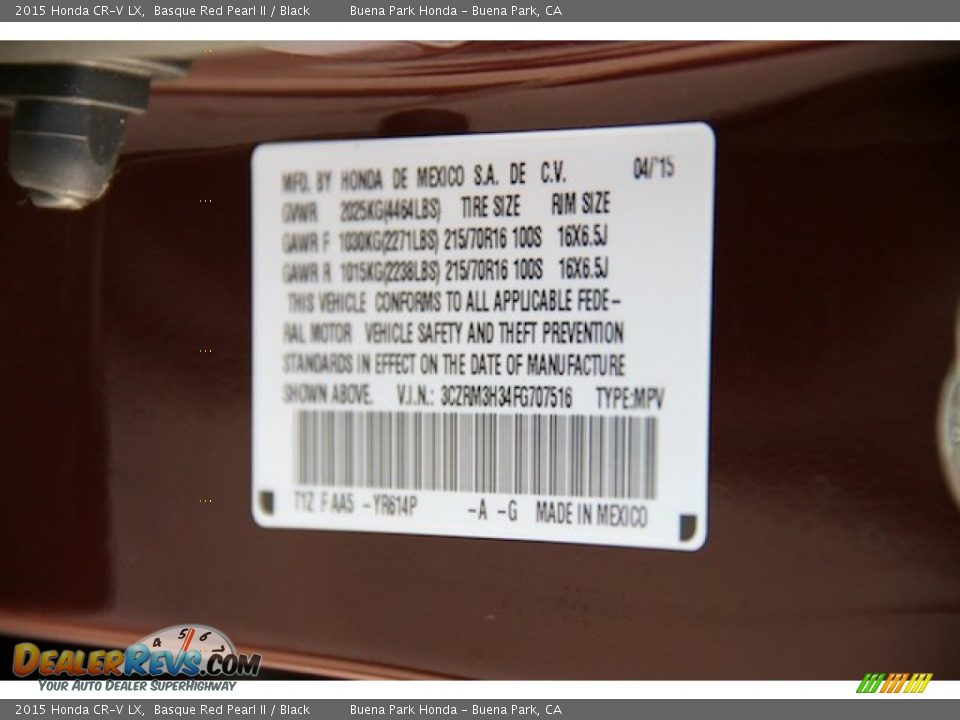 2015 Honda CR-V LX, Basque Red Pearl II / Black Buena Park Honda - Buena Park, CA
MFD. BY HONDA DE MEXICO S.A. DE C.V. 04/'15
GVWR 2025KG(4464LBS) TIRE SIZE RIM SIZE
GAWR F 1030KG(2271LBS) 215/70R16 100S 16X6.5J
GAWR R 1015KG(2238LBS) 215/70R16 100S 16X6.5J
THIS VEHICLE CONFORMS TO ALL APPLICABLE FEDE-
RAL MOTOR VEHICLE SAFETY AND THEFT PREVENTION
STANDARDS IN EFFECT ON THE DATE OF MANUFACTURE
SHOWN ABOVE. V.I.N.: 3CZRM3H34FG707516 TYPE:MPV
T1Z F AA5 -YR614P -A -G MADE IN MEXICO
4 5 6
DEALERREVS.COM
YOUR AUTO DEALER SUPERHIGHWAY
2015 Honda CR-V LX, Basque Red Pearl II / Black Buena Park Honda - Buena Park, CA